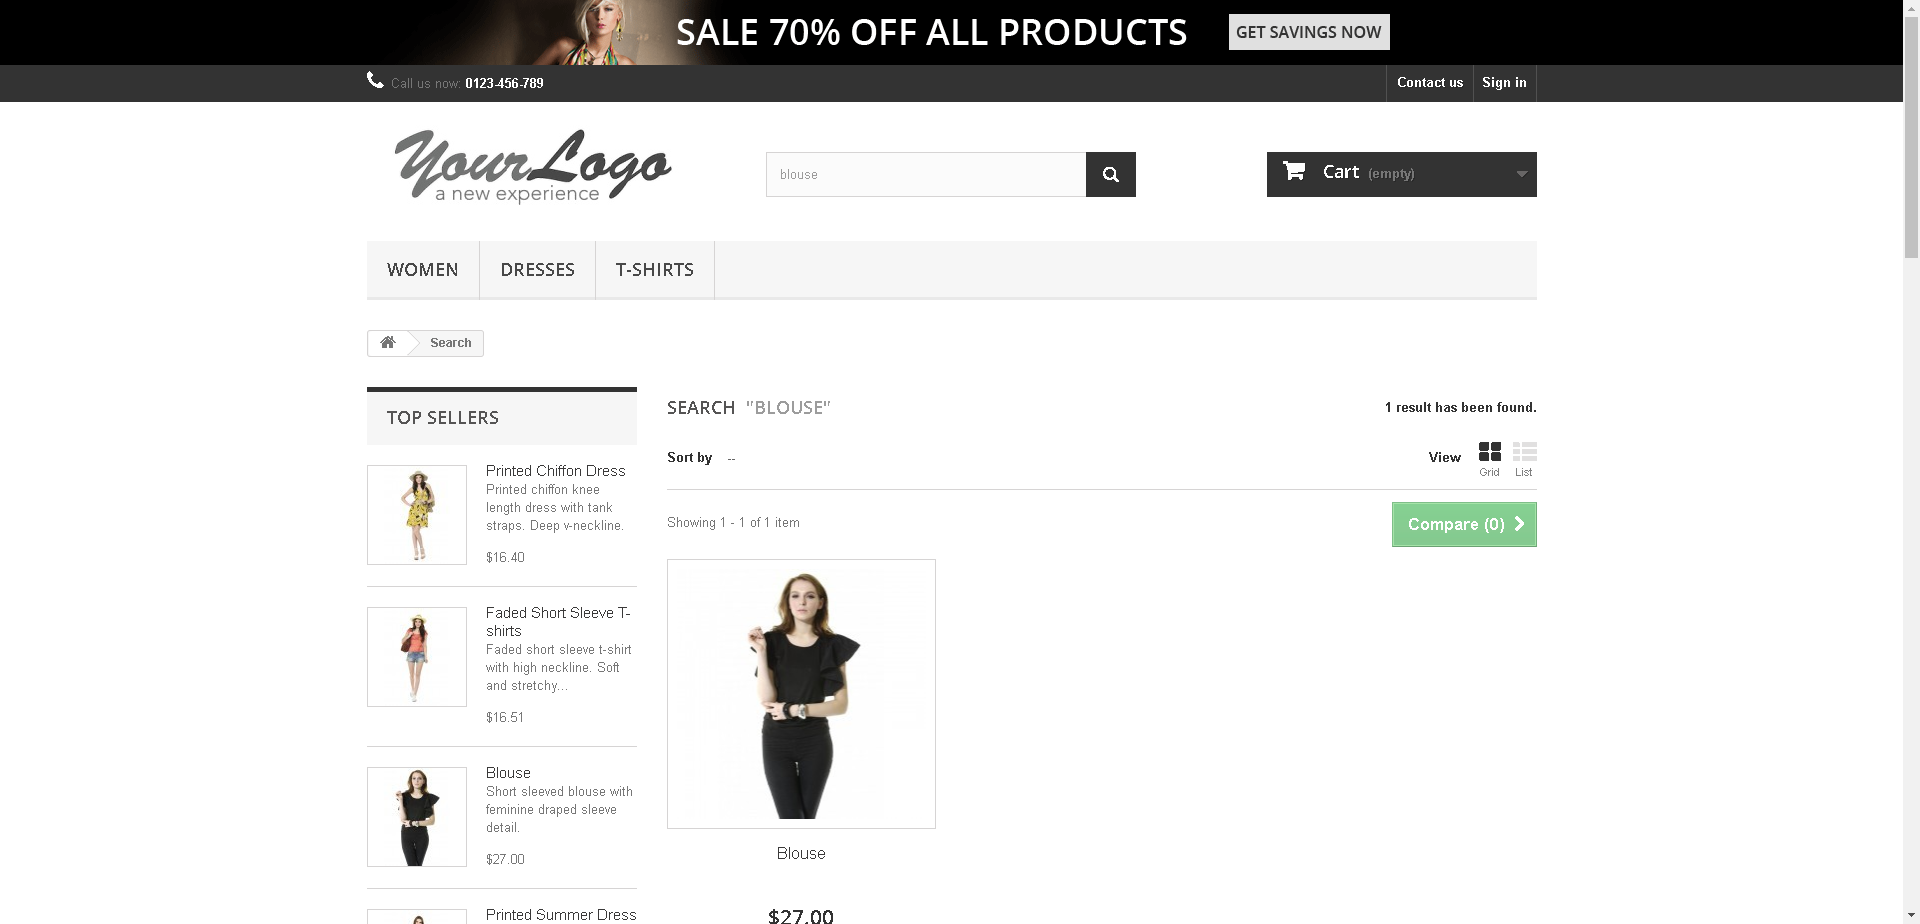 SALE 70% OFF ALL PRODUCTS GET SAVINGS NOW
Call us now: 0123-456-789 Contact us Sign in
YourLogo
a new experience
blouse
Cart (empty)
WOMEN DRESSES T-SHIRTS
Search
TOP SELLERS
Printed Chiffon Dress
Printed chiffon knee
length dress with tank
straps. Deep v-neckline.
$16.40
Faded Short Sleeve T-
shirts
Faded short sleeve t-shirt
with high neckline. Soft
and stretchy...
$16.51
Blouse
Short sleeved blouse with
feminine draped sleeve
detail.
$27.00
Printed Summer Dress
SEARCH "BLOUSE" 1 result has been found.
Sort by -- View
Grid List
Showing 1 - 1 of 1 item Compare (0)
Blouse
$27.00